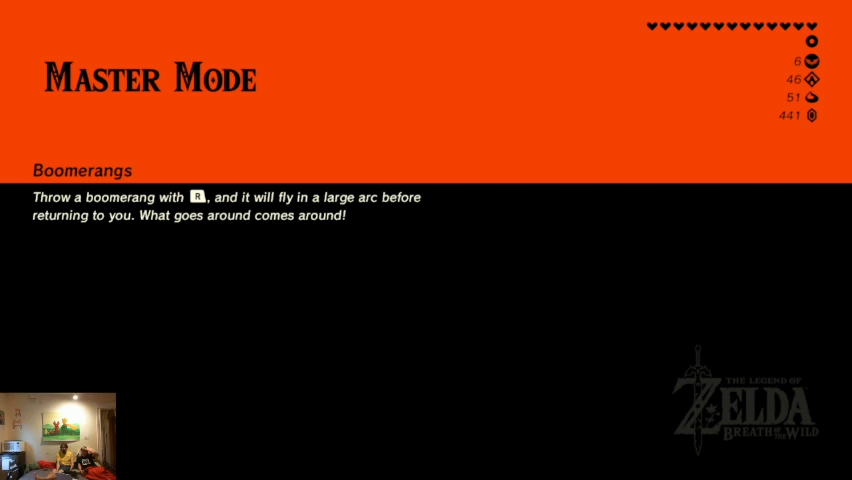 MASTER MODE
6
46
51
441
Boomerangs
Throw a boomerang with R, and it will fly in a large arc before
returning to you. What goes around comes around!
THE LEGEND OF
ZELDA
BREATH OF THE WILD